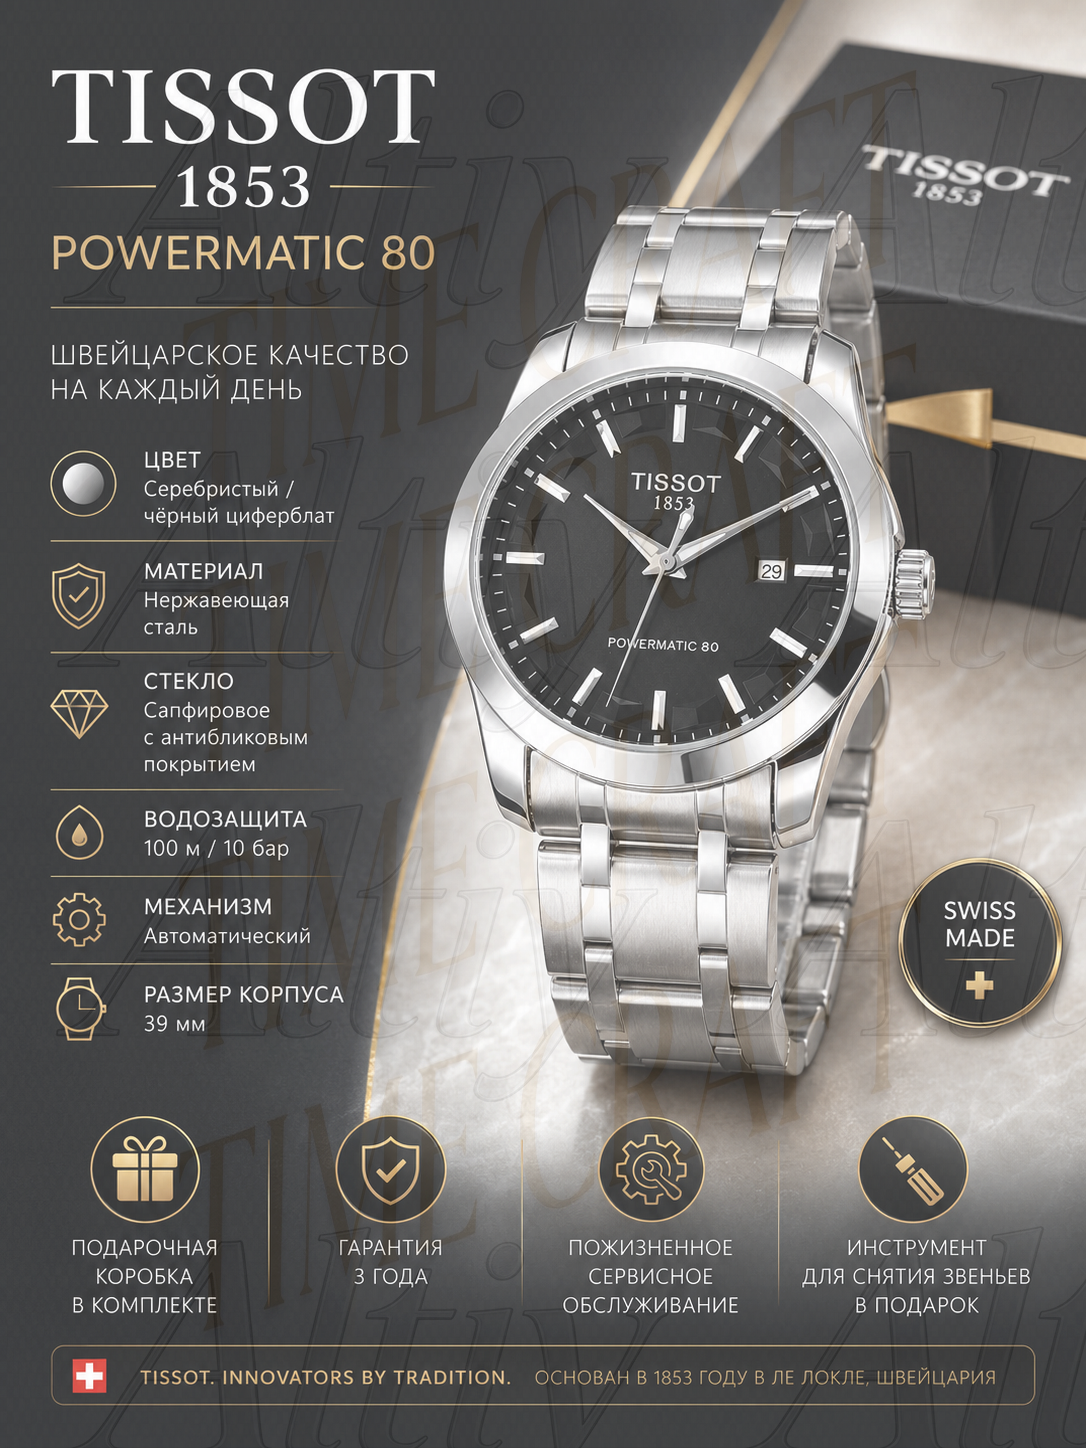 TISSOT
1853
POWERMATIC 80
ШВЕЙЦАРСКОЕ КАЧЕСТВО
НА КАЖДЫЙ ДЕНЬ
ЦВЕТ
Серебристый /
чёрный циферблат
МАТЕРИАЛ
Нержавеющая
сталь
СТЕКЛО
Сапфировое
с антибликовым
покрытием
ВОДОЗАЩИТА
100 м / 10 бар
МЕХАНИЗМ
Автоматический
РАЗМЕР КОРПУСА
39 мм
TISSOT
1853
TISSOT
1853
29
POWERMATIC 80
SWISS
MADE
ПОДАРОЧНАЯ
КОРОБКА
В КОМПЛЕКТЕ
ГАРАНТИЯ
3 ГОДА
ПОЖИЗНЕННОЕ
СЕРВИСНОЕ
ОБСЛУЖИВАНИЕ
ИНСТРУМЕНТ
ДЛЯ СНЯТИЯ ЗВЕНЬЕВ
В ПОДАРОК
TISSOT. INNOVATORS BY TRADITION. ОСНОВАН В 1853 ГОДУ В ЛЕ ЛОКЛЕ, ШВЕЙЦАРИЯ
Altiv
TIME CRAFT